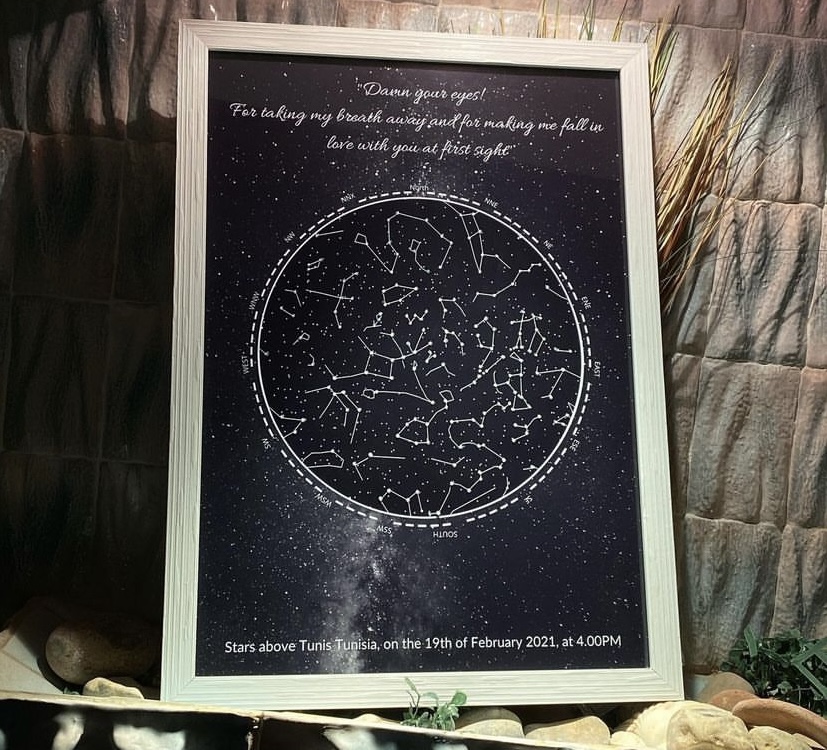 "Damn your eyes!
For taking my breath away and for making me fall in
love with you at first sight"
North
NNX
NNE
NW
NE
WNW
ENE
WEST
EAST
SW
ESE
WSW
SE
SSW
SOUTH
Stars above Tunis Tunisia, on the 19th of February 2021, at 4.00PM